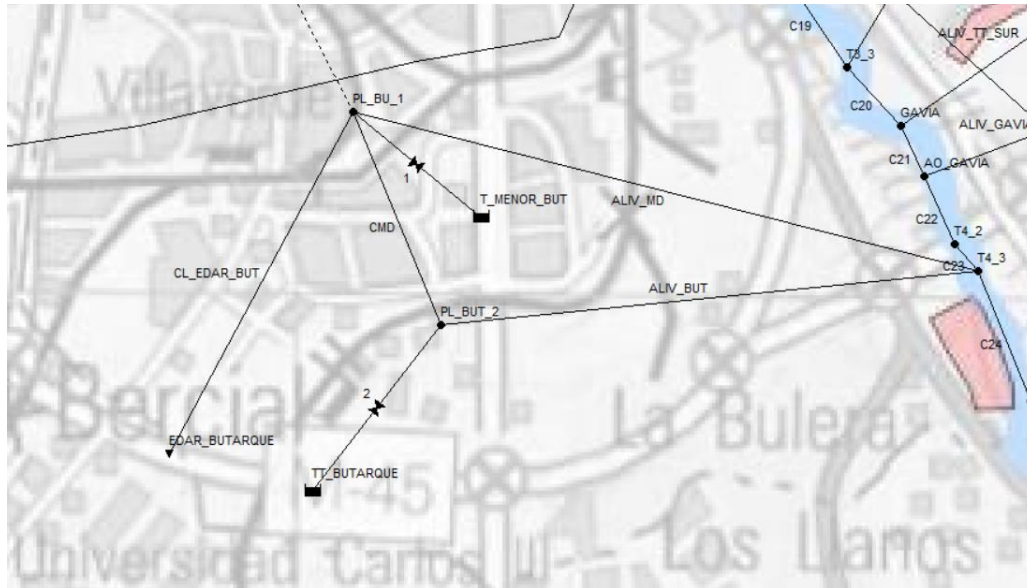 C19
ALIV_TT_SUR
T3_3
Villaverde
PL_BU_1
C20
GAVIA
ALIV_GAVIA
C21
AO_GAVIA
1
T_MENOR_BUT
ALIV_MD
CMD
C22
T4_2
T4_3
C23
CL_EDAR_BUT
ALIV_BUT
PL_BUT_2
C24
2
Bercial
La Bulera
EDAR_BUTARQUE
TT_BUTARQUE
-45
Universidad Carlos III
Los Llanos